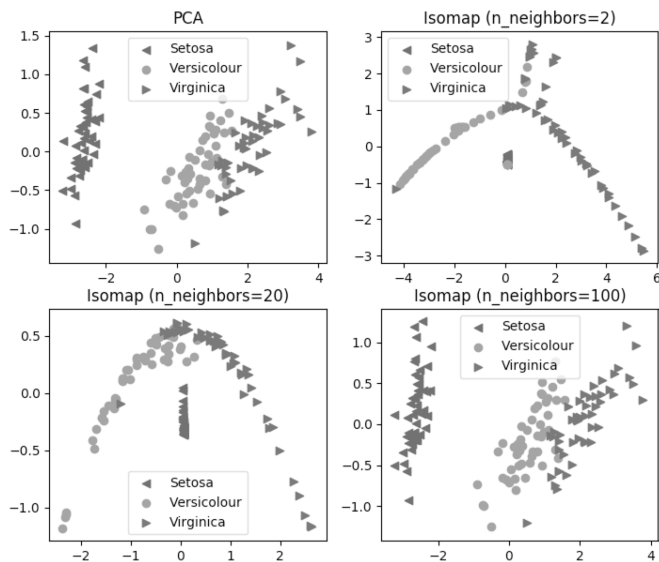 PCA
1.5
1.0
0.5
0.0
−0.5
−1.0
−2 0 2 4
Setosa
Versicolour
Virginica
Isomap (n_neighbors=2)
3
2
1
0
−1
−2
−3
−4 −2 0 2 4 6
Setosa
Versicolour
Virginica
Isomap (n_neighbors=20)
0.5
0.0
−0.5
−1.0
−2 −1 0 1 2
Setosa
Versicolour
Virginica
Isomap (n_neighbors=100)
1.0
0.5
0.0
−0.5
−1.0
−2 0 2 4
Setosa
Versicolour
Virginica